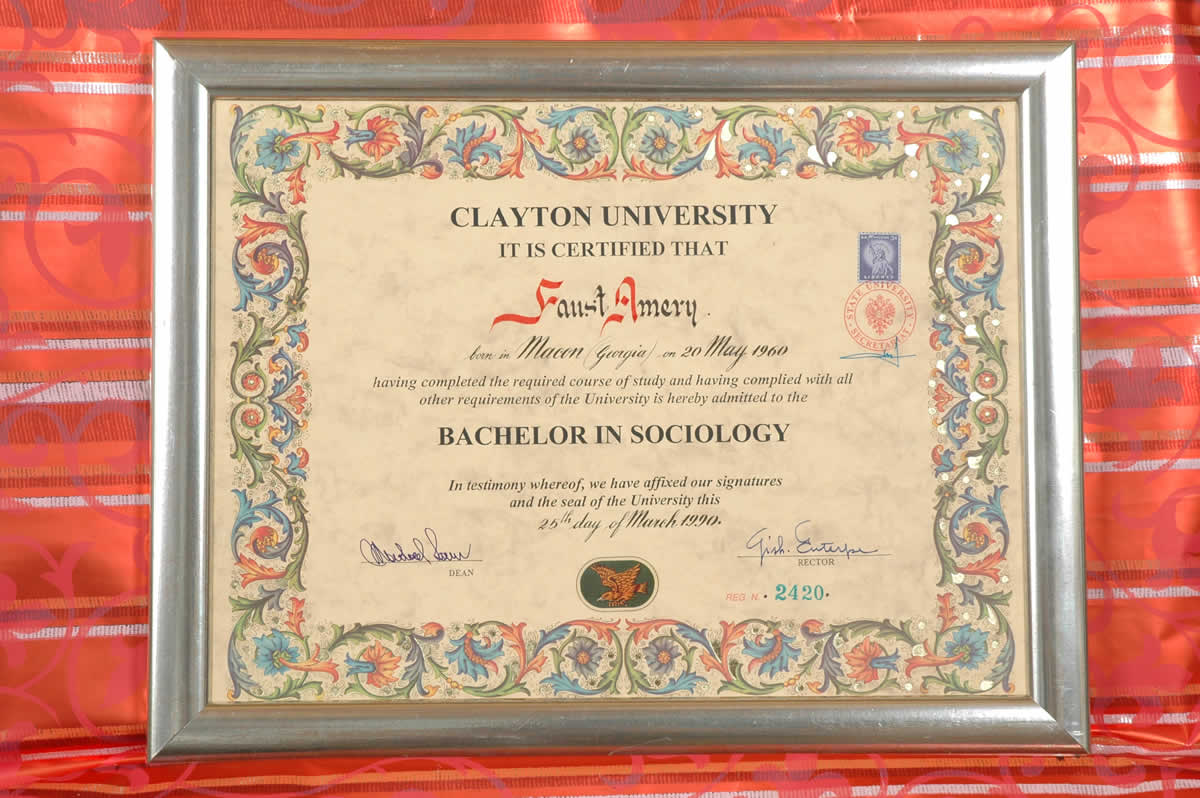 CLAYTON UNIVERSITY
IT IS CERTIFIED THAT
Faust Amery.
born in Macon (Georgia) on 20 May 1960
having completed the required course of study and having complied with all
other requirements of the University is hereby admitted to the
BACHELOR IN SOCIOLOGY
In testimony whereof, we have affixed our signatures
and the seal of the University this
25th day of March 1990.
DEAN
RECTOR
REG N. · 2420·
LIBERTY
STATE UNIVERSITY
SECRETARIAT